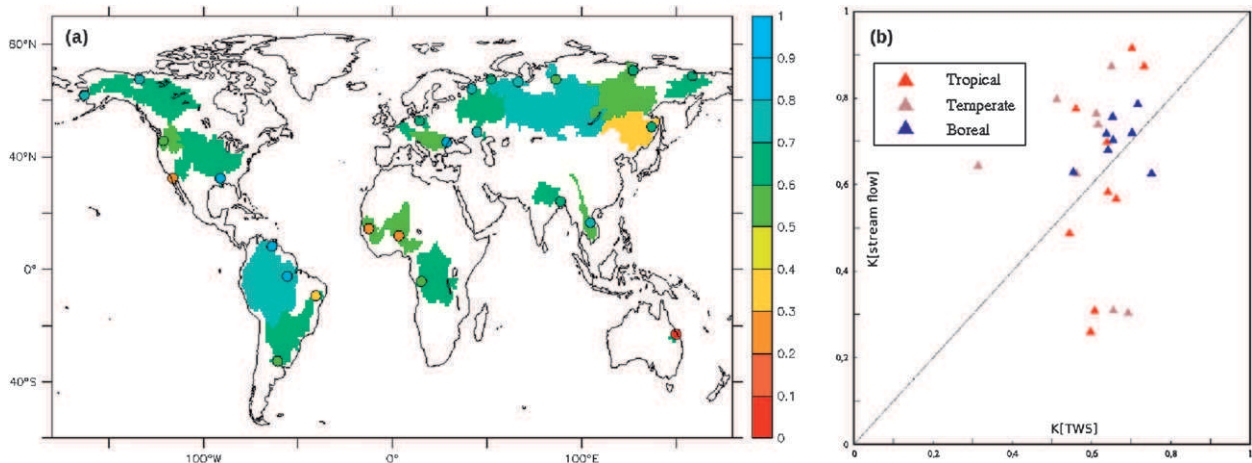 (a)
60°N
40°N
0°
40°S
100°W
0°
100°E
1
0.9
0.8
0.7
0.6
0.5
0.4
0.3
0.2
0.1
0
(b)
Tropical
Temperate
Boreal
K[stream flow]
K[TWS]
1
0,8
0,6
0,4
0,2
0
0
0,2
0,4
0,6
0,8
1